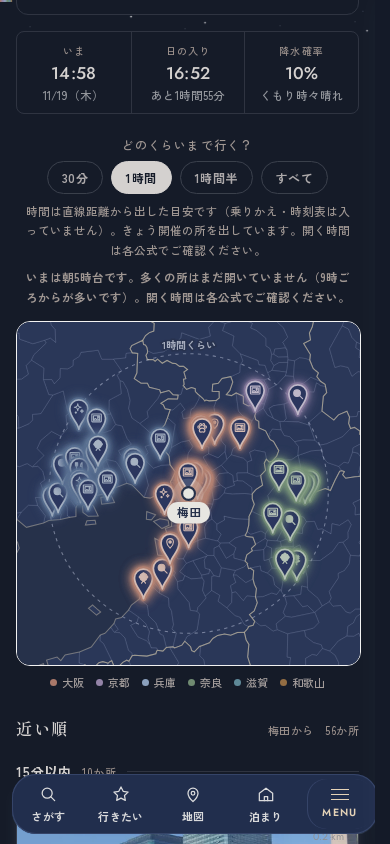 いま
14:58
11/19（木）
日の入り
16:52
あと1時間55分
降水確率
10%
くもり時々晴れ
どのくらいまで行く？
30分
1時間
1時間半
すべて
時間は直線距離から出した目安です（乗りかえ・時刻表は入
っていません）。きょう開催の所を出しています。開く時間
は各公式でご確認ください。
いまは朝5時台です。多くの所はまだ開いていません（9時ご
ろからが多いです）。開く時間は各公式でご確認ください。
1時間くらい
梅田
大阪
京都
兵庫
奈良
滋賀
和歌山
近い順
梅田から 56か所
15分以内 10か所
さがす
行きたい
地図
泊まり
MENU